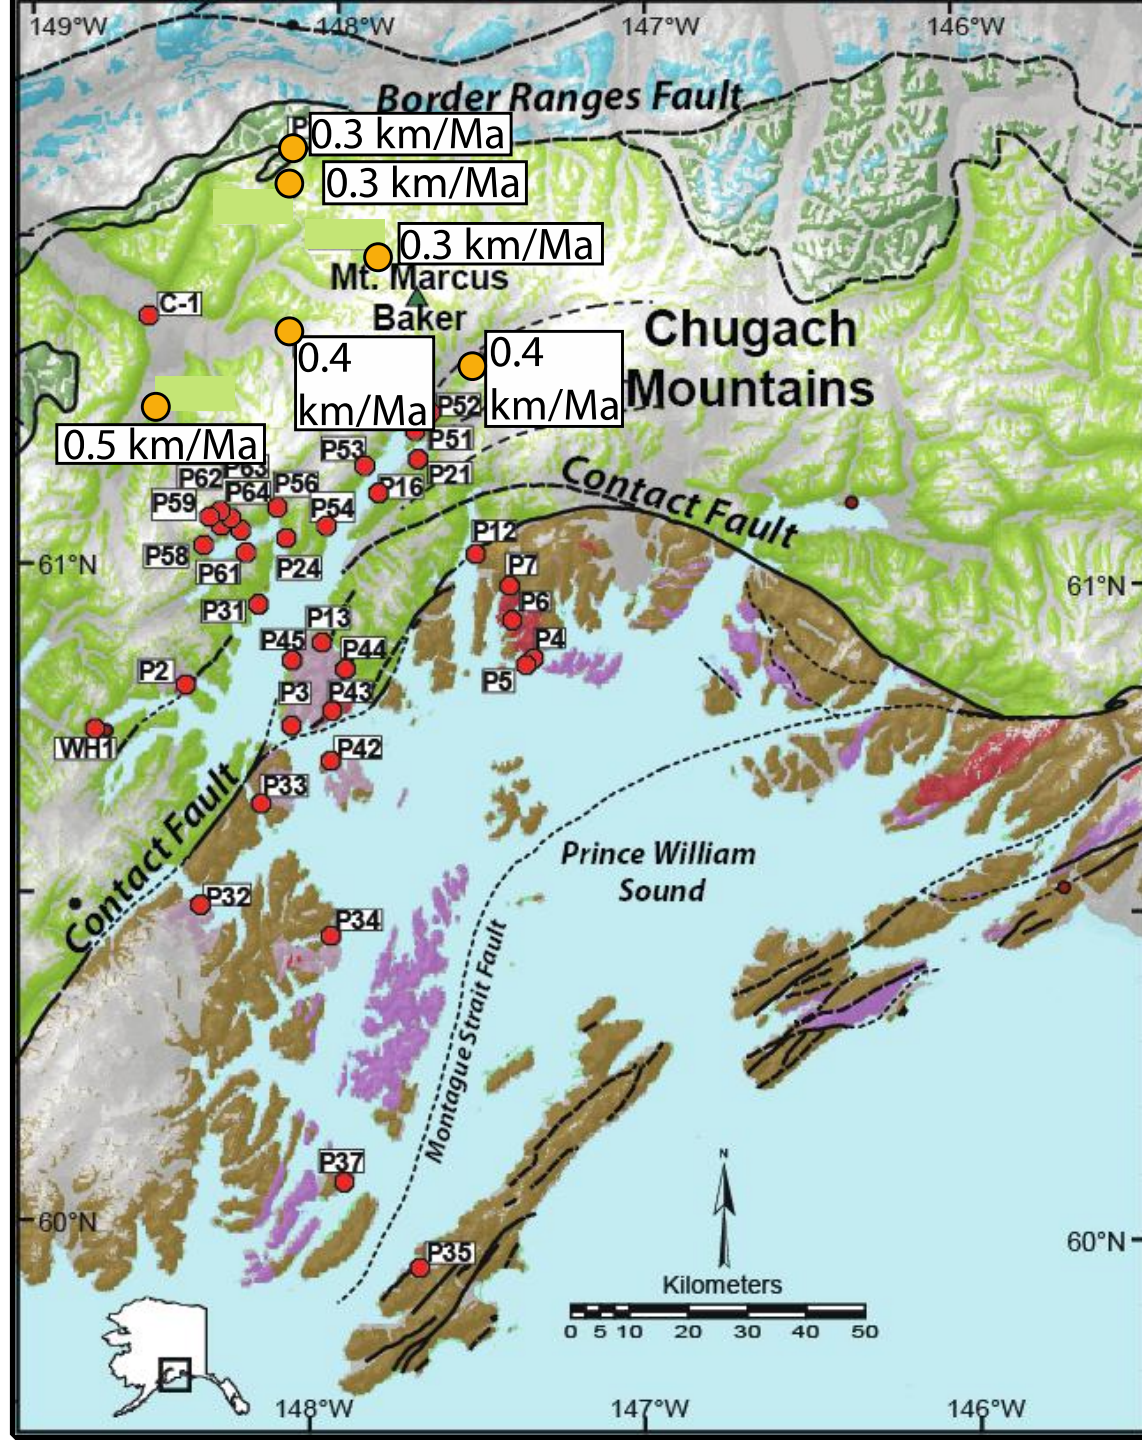 149°W
148°W
147°W
146°W
Border Ranges Fault
P
0.3 km/Ma
0.3 km/Ma
0.3 km/Ma
Mt. Marcus
Baker
C-1
Chugach
Mountains
0.4
km/Ma
0.4
km/Ma
0.5 km/Ma
P52
P51
P53
P21
P16
P62
P63
P56
P59
P64
P54
Contact Fault
P58
P61
P24
P12
61°N
61°N
P7
P31
P6
P13
P45
P44
P4
P5
P2
P3
P43
WH1
P42
P33
Contact Fault
Prince William
Sound
P32
P34
Montague Strait Fault
P37
N
60°N
60°N
P35
Kilometers
0 5 10 20 30 40 50
148°W
147°W
146°W